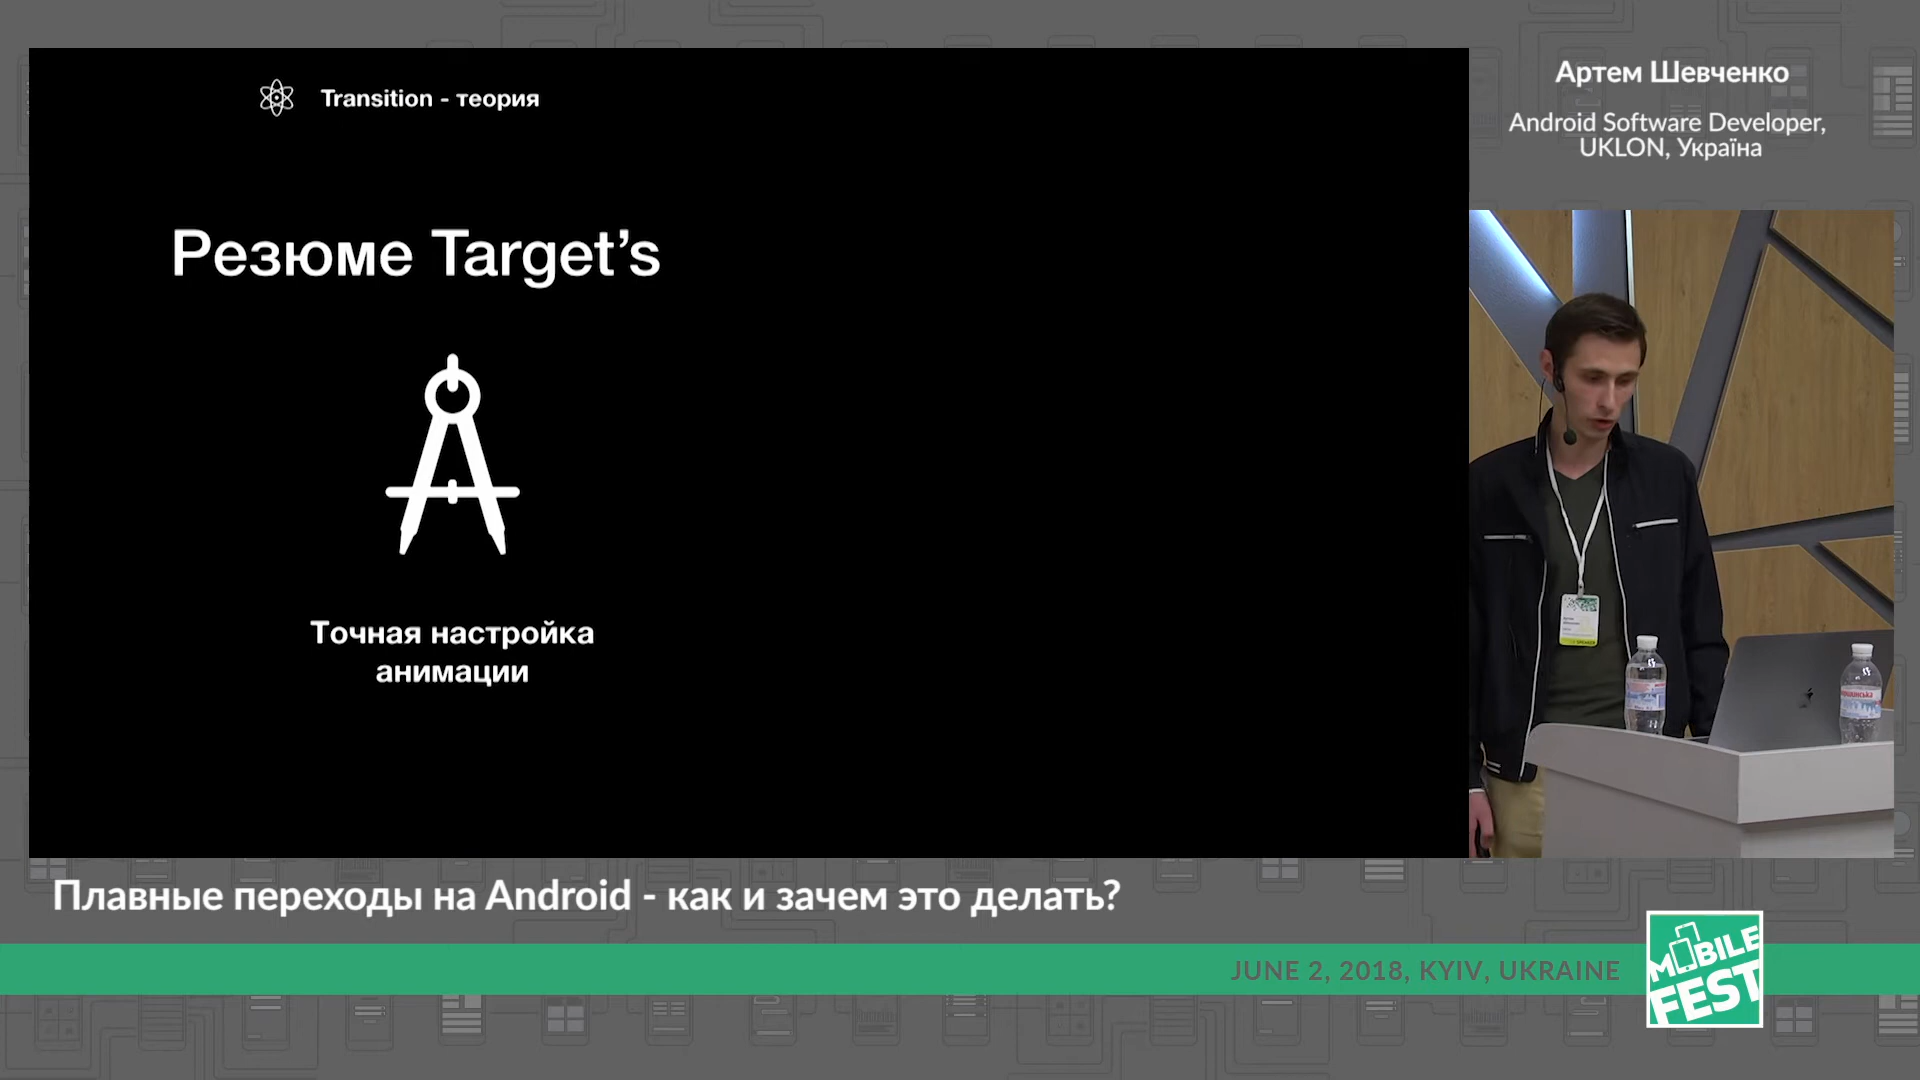 Transition - теория
Резюме Target’s
Точная настройка
анимации
Артем Шевченко
Android Software Developer,
UKLON, Україна
Плавные переходы на Android - как и зачем это делать?
JUNE 2, 2018, KYIV, UKRAINE
MOBILE
FEST